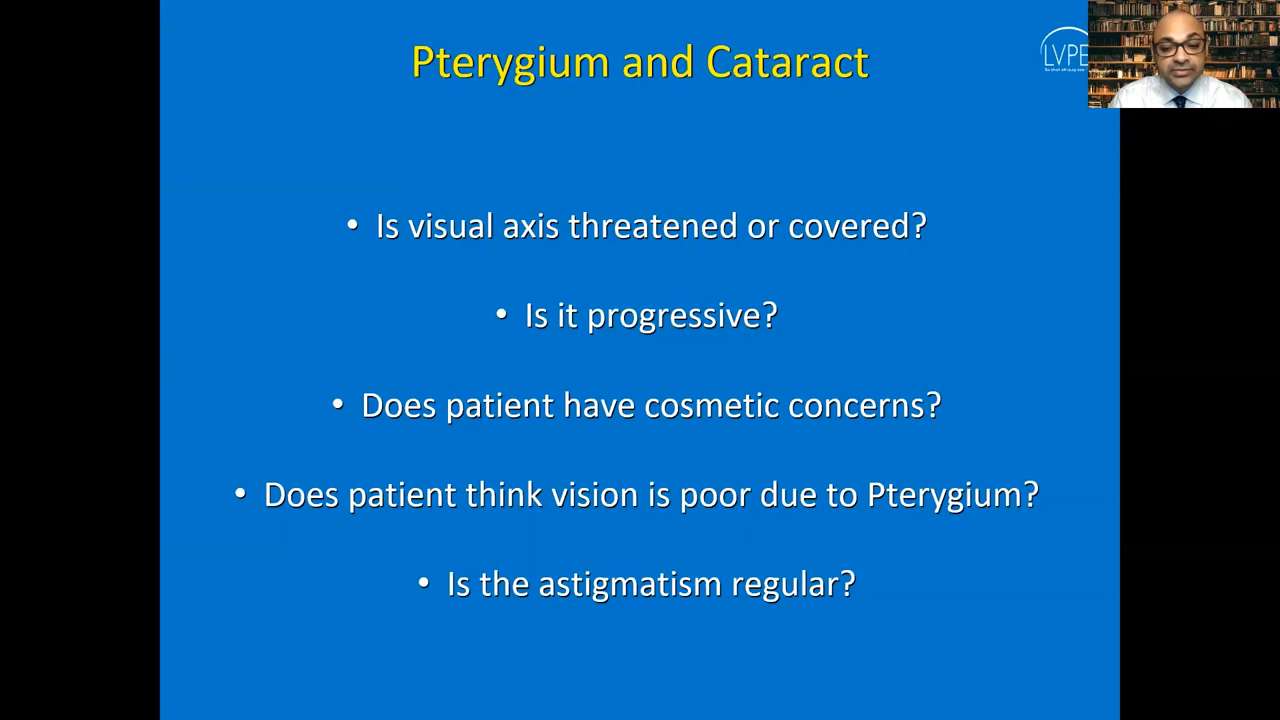 Pterygium and Cataract
LVPE
• Is visual axis threatened or covered?
• Is it progressive?
• Does patient have cosmetic concerns?
• Does patient think vision is poor due to Pterygium?
• Is the astigmatism regular?